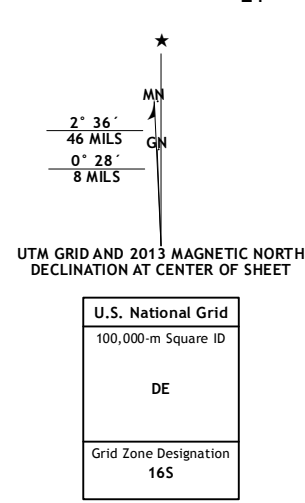 ★
MN
2° 36´
46 MILS
GN
0° 28´
8 MILS
UTM GRID AND 2013 MAGNETIC NORTH
DECLINATION AT CENTER OF SHEET
U.S. National Grid
100,000-m Square ID
DE
Grid Zone Designation
16S